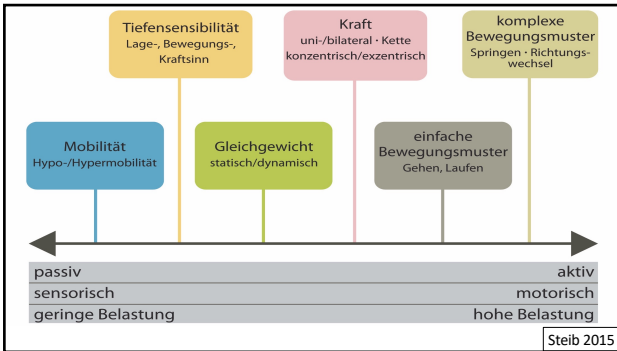 Tiefensensibilität
Lage-, Bewegungs-,
Kraftsinn
Kraft
uni-/bilateral · Kette
konzentrisch/exzentrisch
komplexe
Bewegungsmuster
Springen · Richtungs-
wechsel
Mobilität
Hypo-/Hypermobilität
Gleichgewicht
statisch/dynamisch
einfache
Bewegungsmuster
Gehen, Laufen
passiv aktiv
sensorisch motorisch
geringe Belastung hohe Belastung
Steib 2015